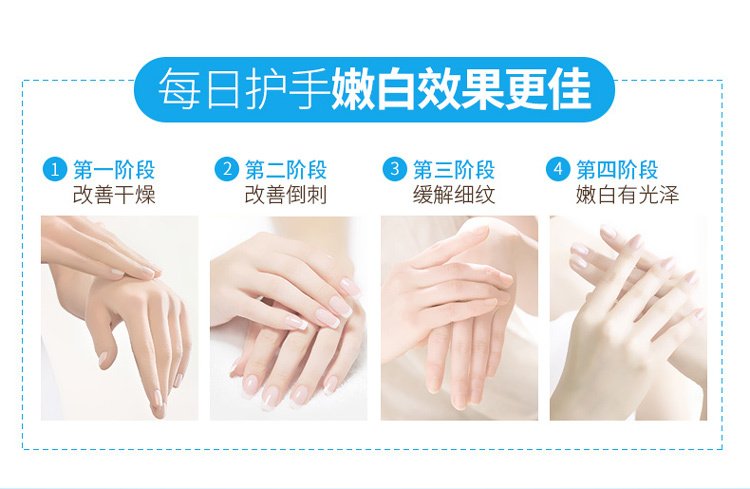 每日护手嫩白效果更佳
1 第一阶段
改善干燥
2 第二阶段
改善倒刺
3 第三阶段
缓解细纹
4 第四阶段
嫩白有光泽